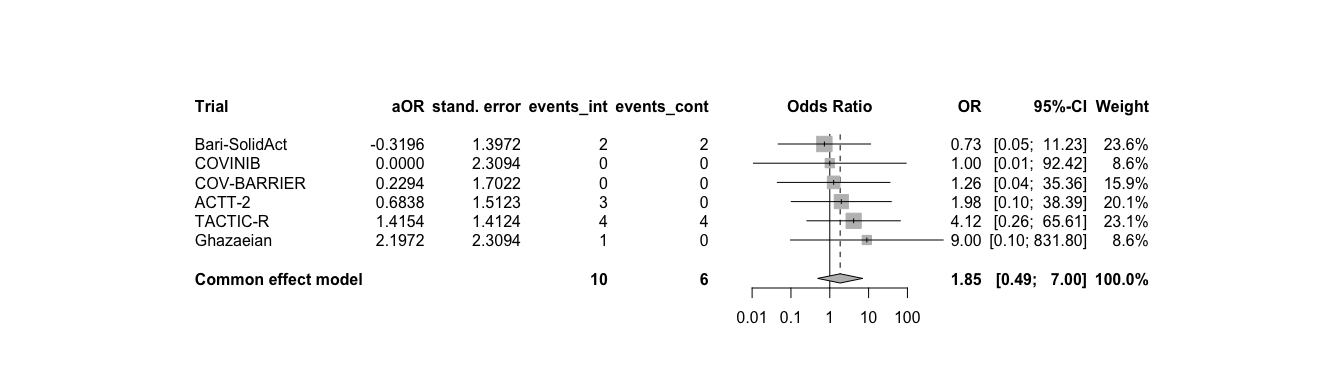 Trial aOR stand. error events_int events_cont Odds Ratio OR 95%-CI Weight
Bari-SolidAct -0.3196 1.3972 2 2 0.73 [0.05; 11.23] 23.6%
COVINIB 0.0000 2.3094 0 0 1.00 [0.01; 92.42] 8.6%
COV-BARRIER 0.2294 1.7022 0 0 1.26 [0.04; 35.36] 15.9%
ACTT-2 0.6838 1.5123 3 0 1.98 [0.10; 38.39] 20.1%
TACTIC-R 1.4154 1.4124 4 4 4.12 [0.26; 65.61] 23.1%
Ghazaeian 2.1972 2.3094 1 0 9.00 [0.10; 831.80] 8.6%
Common effect model 10 6 1.85 [0.49; 7.00] 100.0%
0.01 0.1 1 10 100